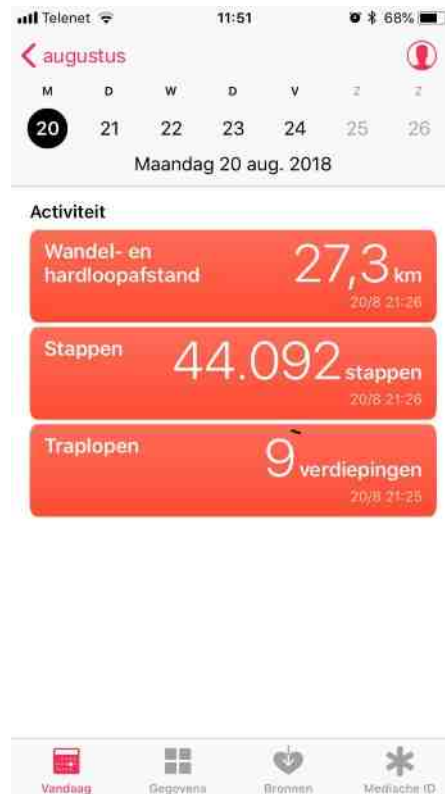 Telenet 11:51 68%
augustus
M D W D V Z Z
20 21 22 23 24 25 26
Maandag 20 aug. 2018
Activiteit
Wandel- en
hardloopafstand
27,3 km
20/8 21:26
Stappen
44.092 stappen
20/8 21:26
Traplopen
9 verdiepingen
20/8 21:25
Vandaag Gegevens Bronnen Medische ID